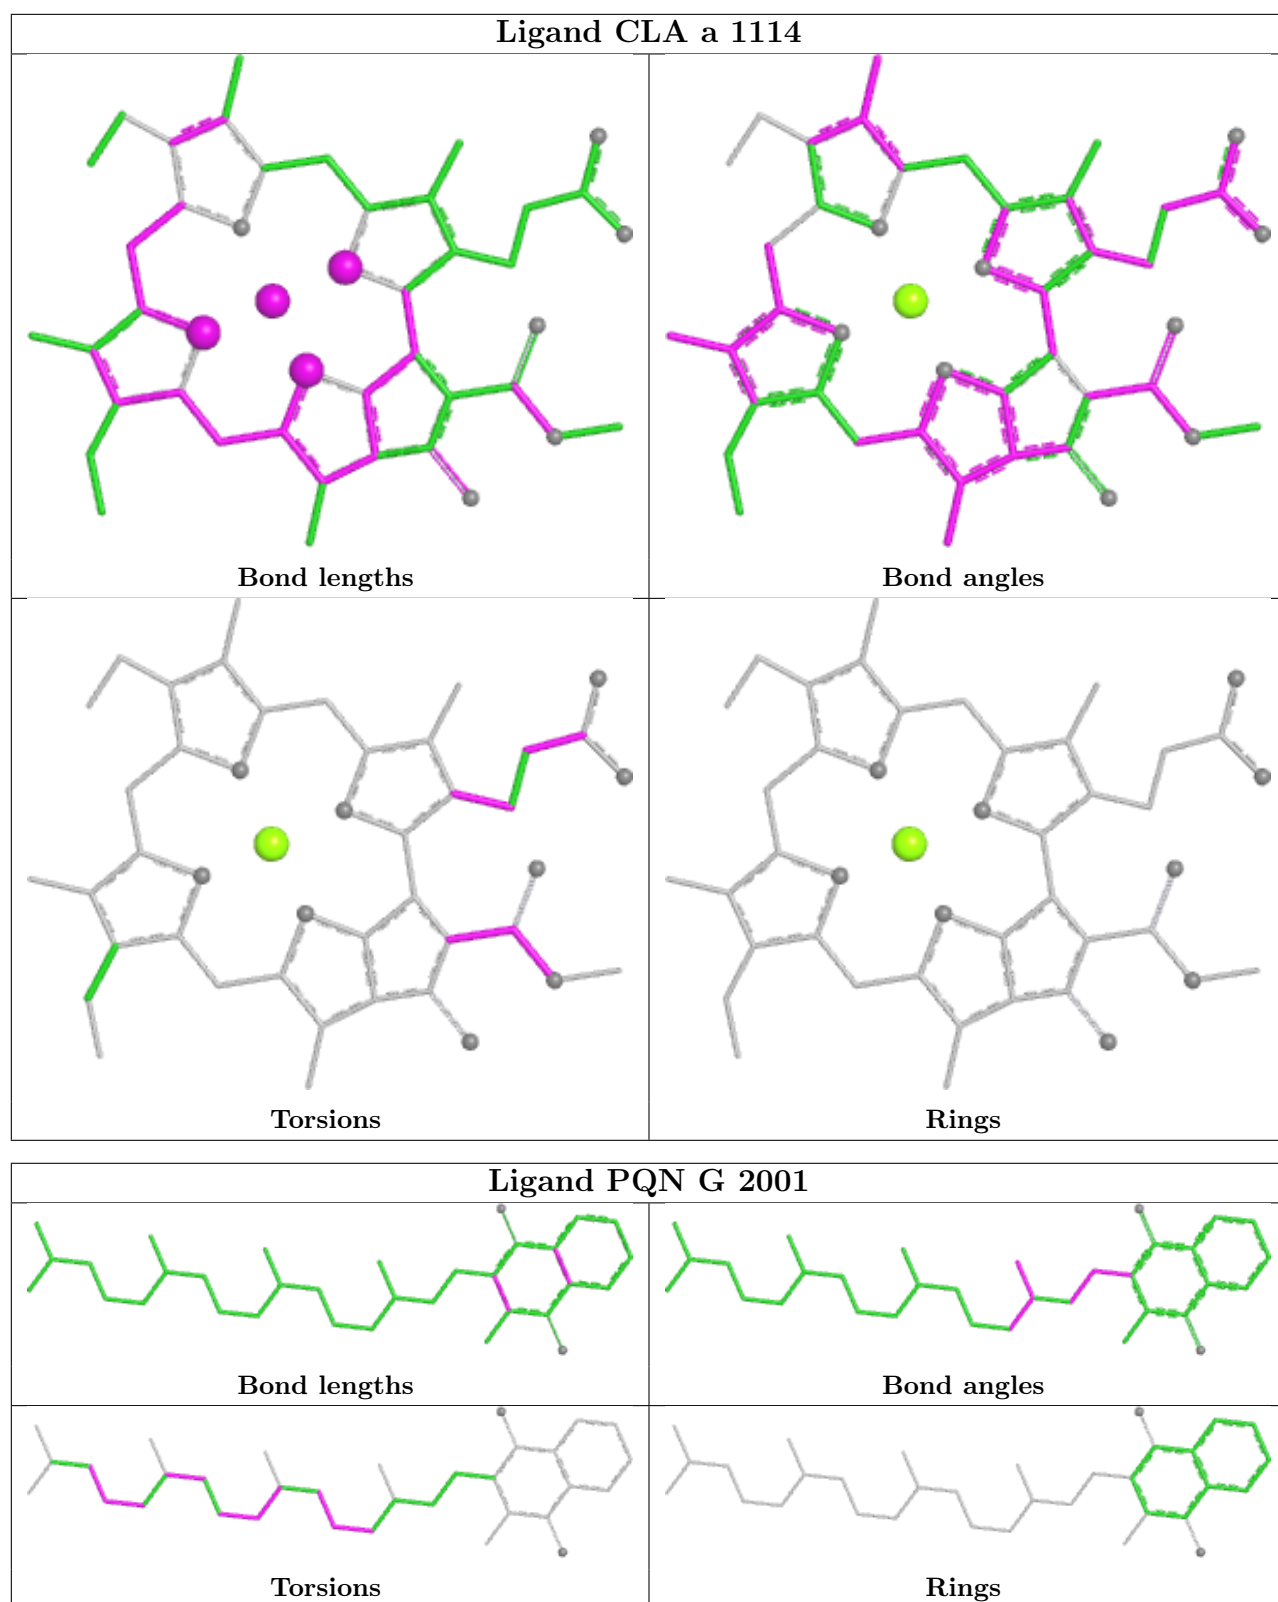 Ligand CLA a 1114
Bond lengths
Bond angles
Torsions
Rings
Ligand PQN G 2001
Bond lengths
Bond angles
Torsions
Rings